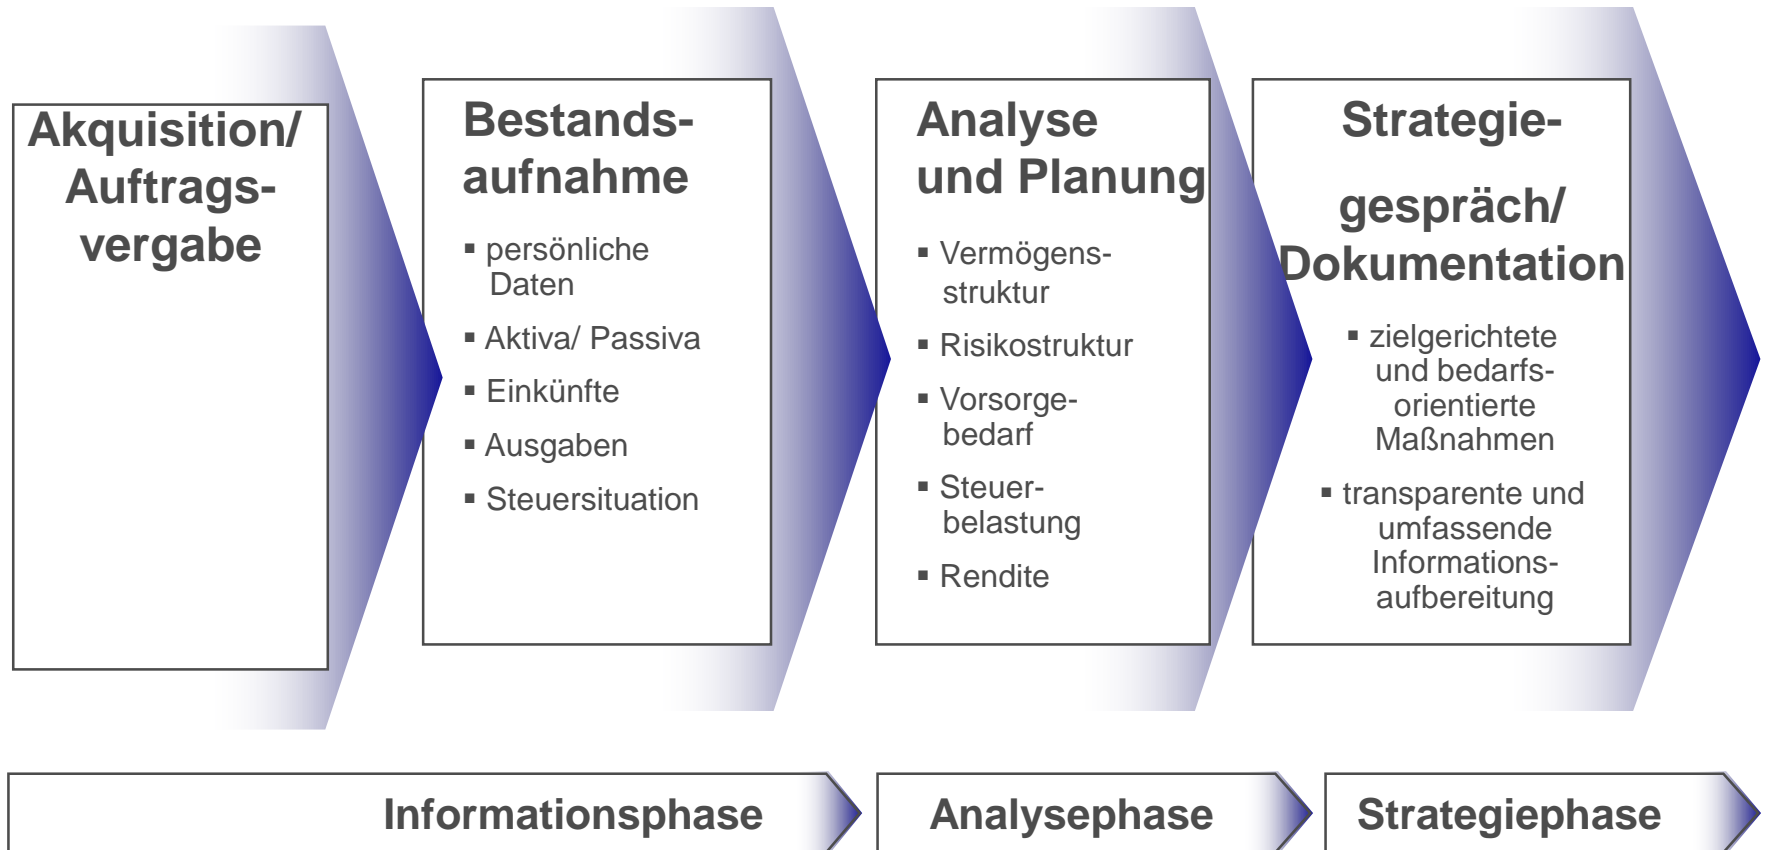 Akquisition/
Auftrags-
vergabe
Bestands-
aufnahme
▪ persönliche
Daten
▪ Aktiva/ Passiva
▪ Einkünfte
▪ Ausgaben
▪ Steuersituation
Analyse
und Planung
▪ Vermögens-
struktur
▪ Risikostruktur
▪ Vorsorge-
bedarf
▪ Steuer-
belastung
▪ Rendite
Strategie-
gespräch/
Dokumentation
▪ zielgerichtete
und bedarfs-
orientierte
Maßnahmen
▪ transparente und
umfassende
Informations-
aufbereitung
Informationsphase
Analysephase
Strategiephase